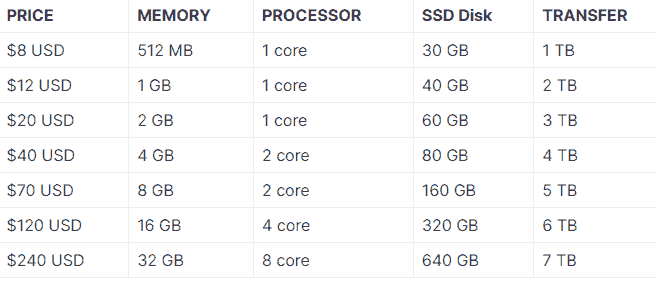 PRICE MEMORY PROCESSOR SSD Disk TRANSFER
$8 USD 512 MB 1 core 30 GB 1 TB
$12 USD 1 GB 1 core 40 GB 2 TB
$20 USD 2 GB 1 core 60 GB 3 TB
$40 USD 4 GB 2 core 80 GB 4 TB
$70 USD 8 GB 2 core 160 GB 5 TB
$120 USD 16 GB 4 core 320 GB 6 TB
$240 USD 32 GB 8 core 640 GB 7 TB